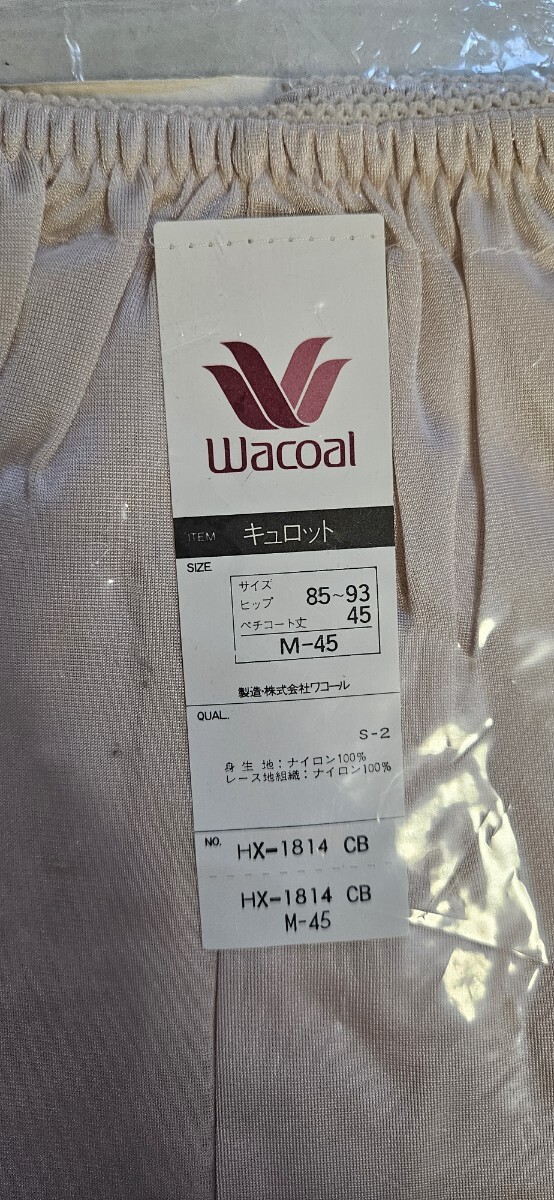 Wacoal
ITEM キュロット
SIZE
サイズ
ヒップ 85~93
ペチコート丈 45
M-45
製造・株式会社ワコール
QUAL.
S-2
身生地：ナイロン100%
レース地組織：ナイロン100%
NO. HX-1814 CB
HX-1814 CB
M-45